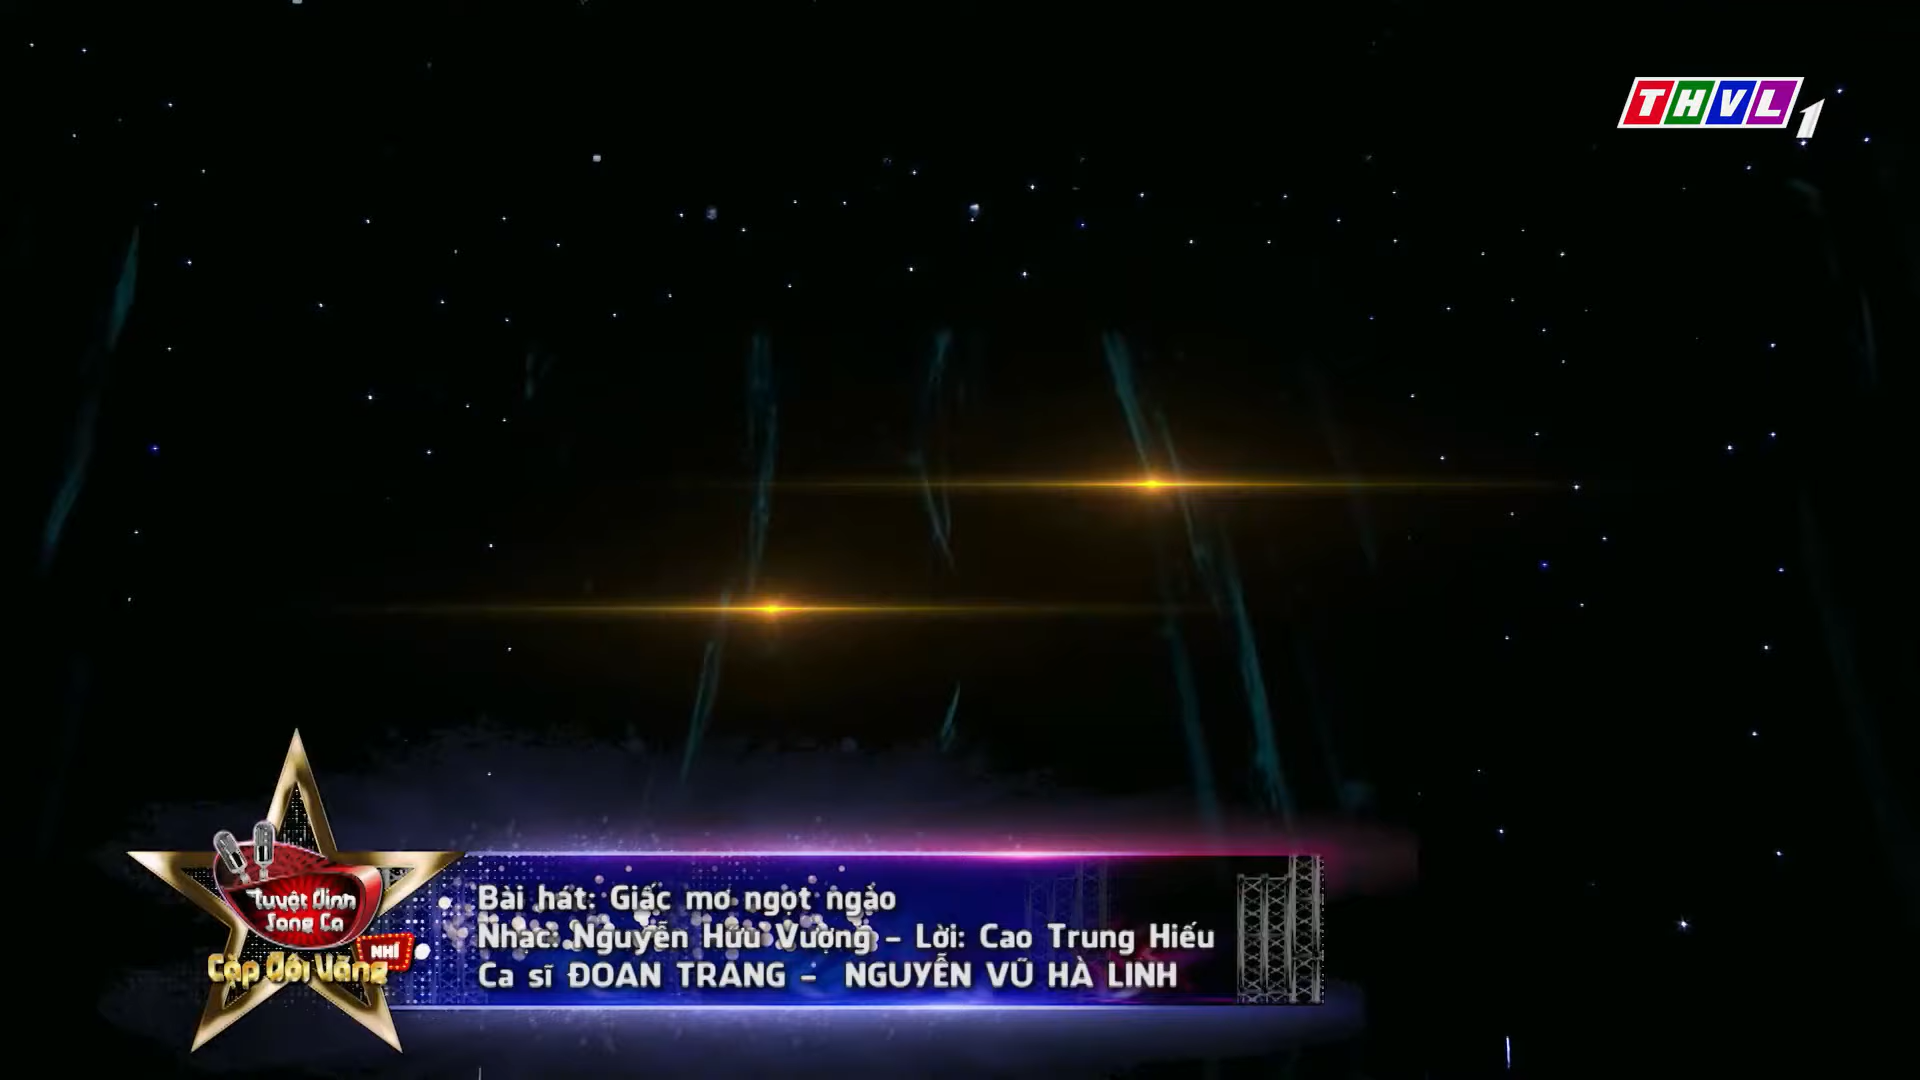 THVL1
Bài hát: Giấc mơ ngọt ngào
Nhạc: Nguyễn Hữu Vượng – Lời: Cao Trung Hiếu
Ca sĩ ĐOAN TRANG – NGUYỄN VŨ HÀ LINH
Tuyệt Đỉnh
Song Ca
NHÍ
Cặp Đôi Vàng